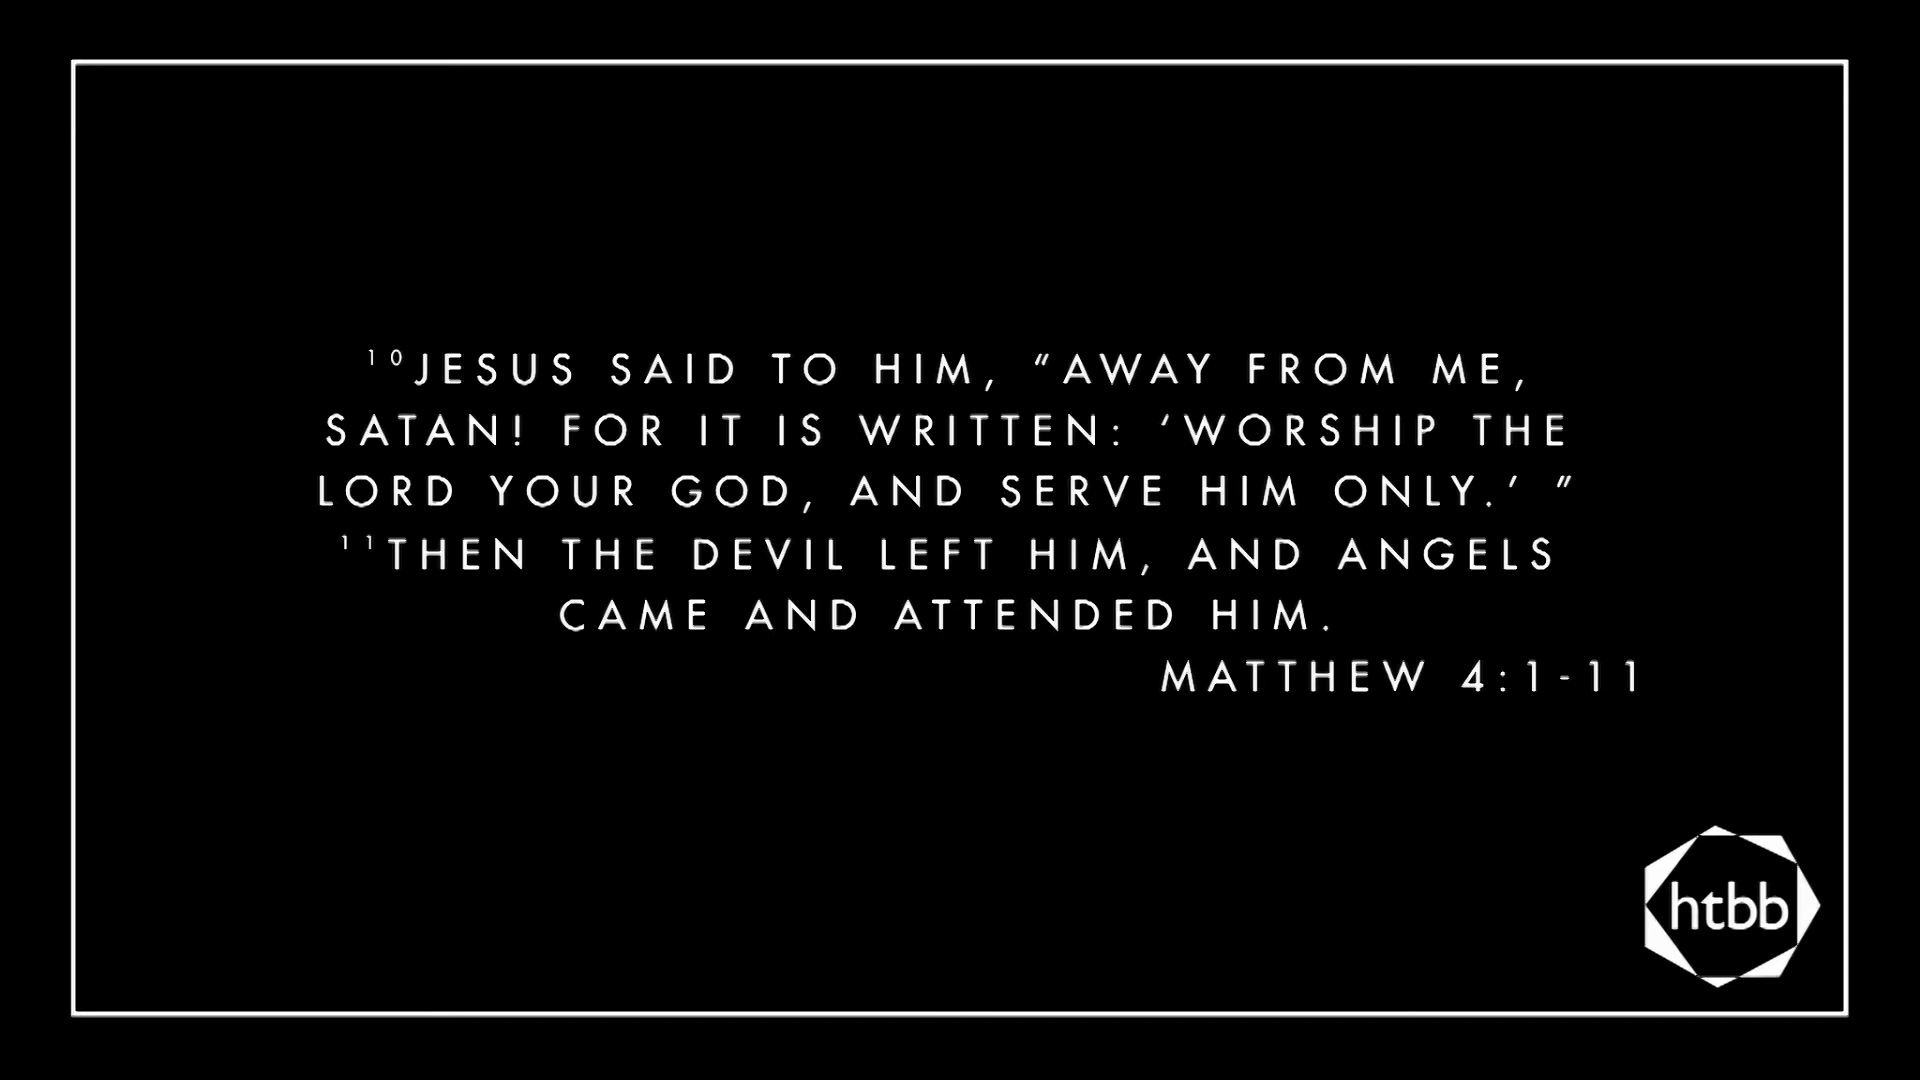 ¹⁰JESUS SAID TO HIM, “AWAY FROM ME,
SATAN! FOR IT IS WRITTEN: ‘WORSHIP THE
LORD YOUR GOD, AND SERVE HIM ONLY.’ ”
¹¹THEN THE DEVIL LEFT HIM, AND ANGELS
CAME AND ATTENDED HIM.
MATTHEW 4:1-11
htbb